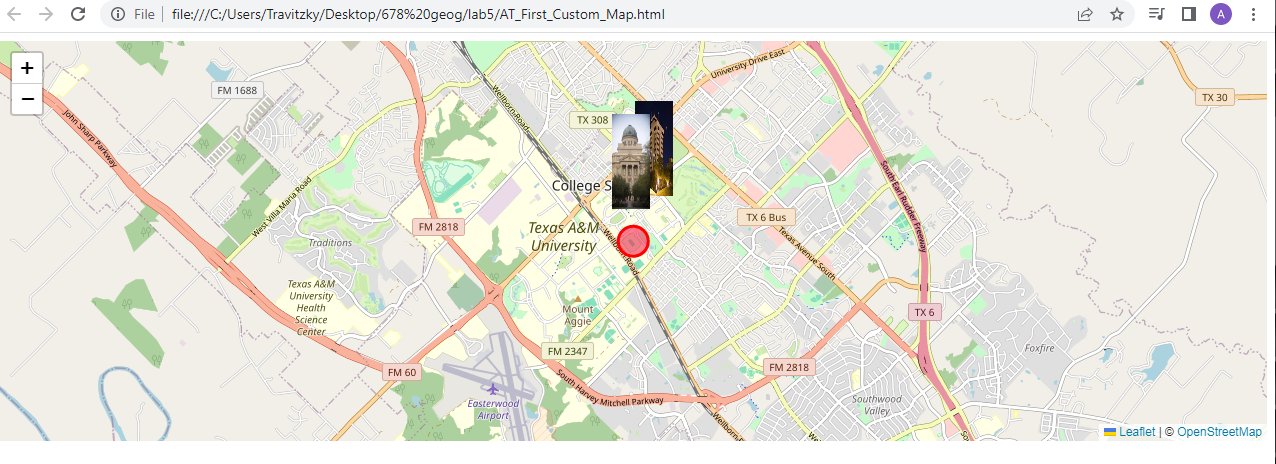 File
file:///C:/Users/Travitzky/Desktop/678%20geog/lab5/AT_First_Custom_Map.html
A
+
−
FM 1688
John Sharp Parkway
West Villa Maria Road
Traditions
FM 2818
Texas A&M
University
Health
Science
Center
FM 60
Wellborn Road
TX 308
University Drive East
College S
Texas A&M
University
Wellborn Road
Mount
Aggie
FM 2347
South Harvey Mitchell Parkway
Easterwood
Airport
TX 6 Bus
Texas Avenue South
South Earl Rudder Freeway
TX 30
TX 6
Foxfire
FM 2818
Southwood
Valley
Wellborn
Leaflet | © OpenStreetMap